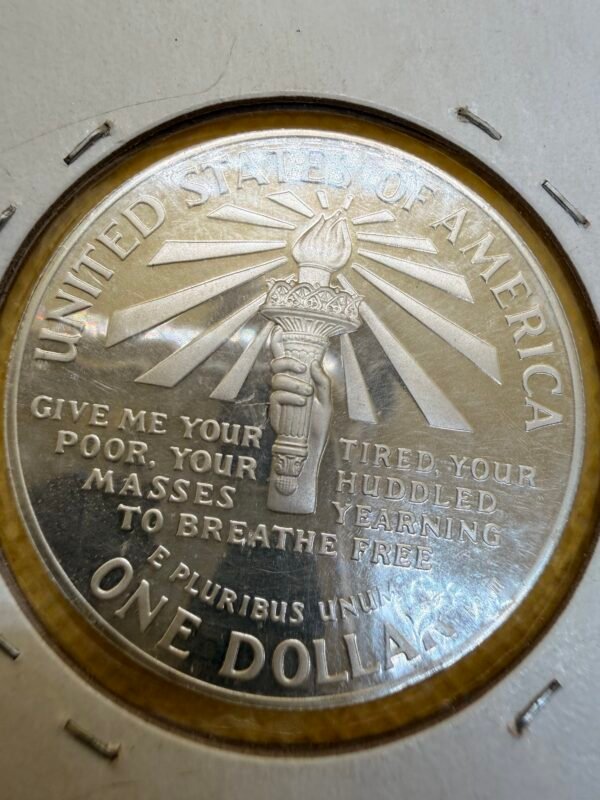 UNITED STATES OF AMERICA
GIVE ME YOUR TIRED, YOUR
POOR, YOUR HUDDLED
MASSES YEARNING
TO BREATHE FREE
E PLURIBUS UNUM
ONE DOLLAR